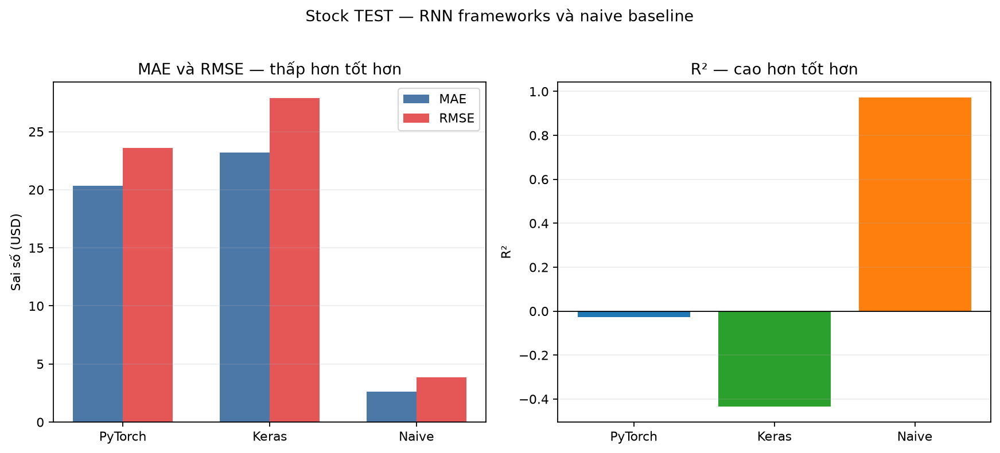 Stock TEST — RNN frameworks và naive baseline
MAE và RMSE — thấp hơn tốt hơn
MAE
RMSE
Sai số (USD)
25
20
15
10
5
0
PyTorch Keras Naive
R² — cao hơn tốt hơn
R²
1.0
0.8
0.6
0.4
0.2
0.0
−0.2
−0.4
PyTorch Keras Naive